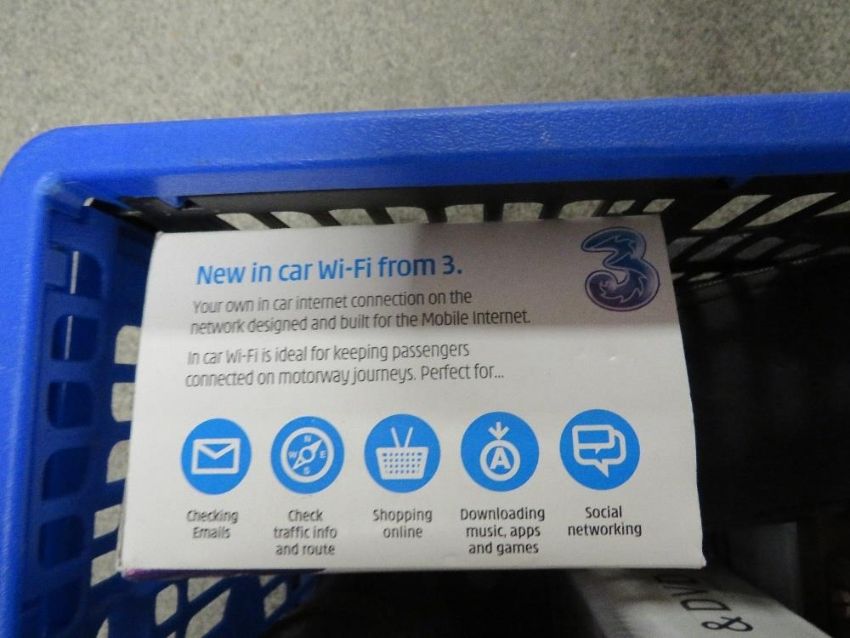 New in car Wi-Fi from 3.
3
Your own in car internet connection on the
network designed and built for the Mobile Internet.
In car Wi-Fi is ideal for keeping passengers
connected on motorway journeys. Perfect for...
N
W E
S
A
Checking
Emails
Check
traffic info
and route
Shopping
online
Downloading
music, apps
and games
Social
networking
& DVD